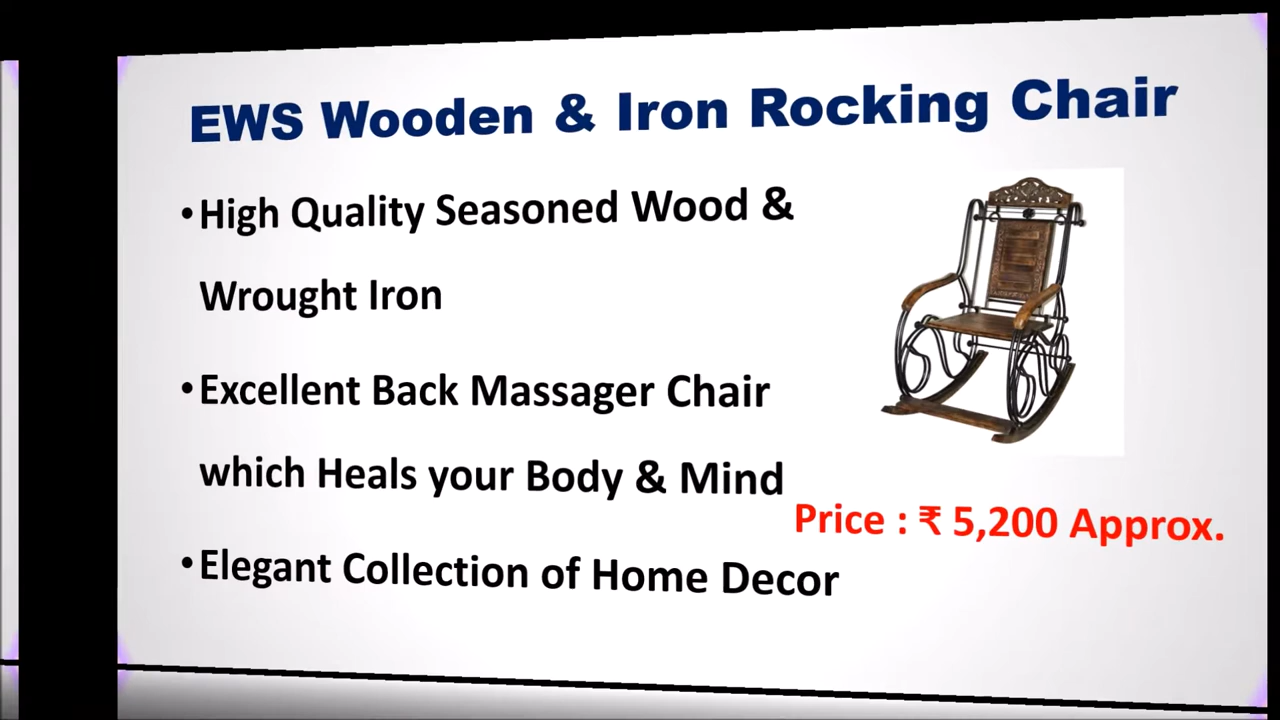 EWS Wooden & Iron Rocking Chair
•High Quality Seasoned Wood &
Wrought Iron
•Excellent Back Massager Chair
which Heals your Body & Mind
Price : ₹ 5,200 Approx.
•Elegant Collection of Home Decor